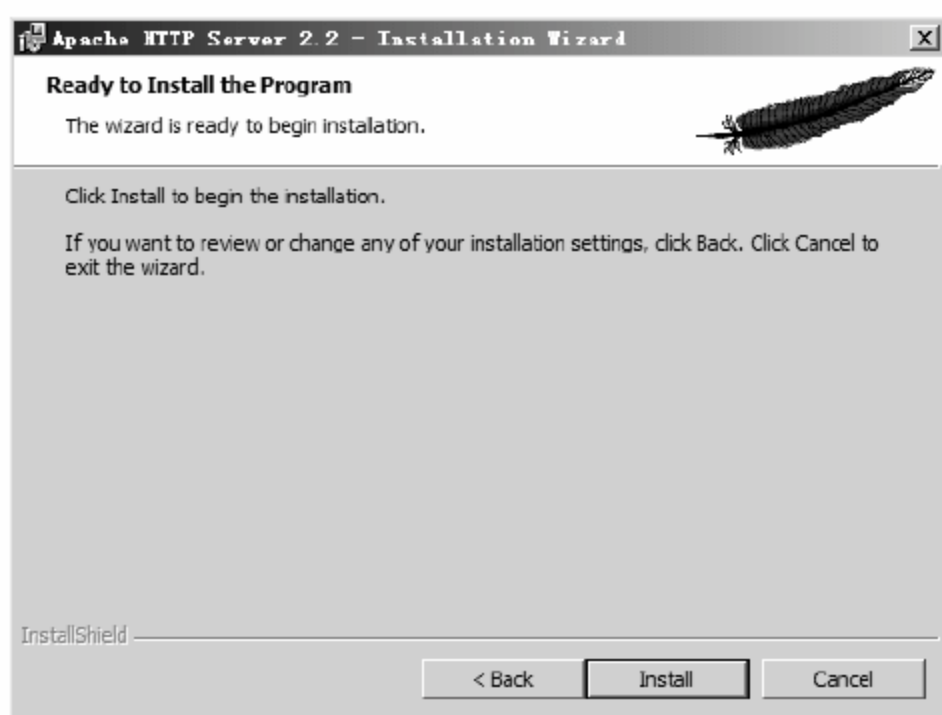 Apache HTTP Server 2.2 - Installation Wizard
Ready to Install the Program
The wizard is ready to begin installation.
Click Install to begin the installation.
If you want to review or change any of your installation settings, click Back. Click Cancel to
exit the wizard.
InstallShield
< Back
Install
Cancel